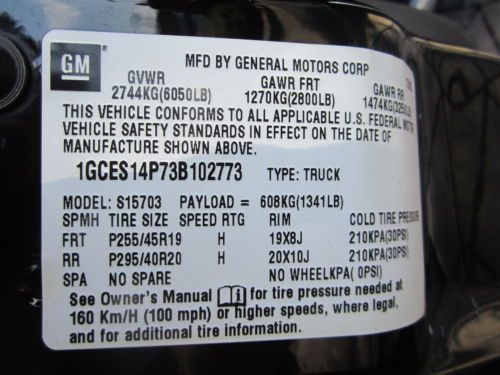 GM
MFD BY GENERAL MOTORS CORP
GVWR GAWR FRT GAWR RR
2744KG(6050LB) 1270KG(2800LB) 1474KG(3250LB
THIS VEHICLE CONFORMS TO ALL APPLICABLE U.S. FEDERAL MOTOR
VEHICLE SAFETY STANDARDS IN EFFECT ON THE DATE OF
MANUFACTURE SHOWN ABOVE.
1GCES14P73B102773 TYPE: TRUCK
MODEL: S15703 PAYLOAD = 608KG(1341LB)
SPMH TIRE SIZE SPEED RTG RIM COLD TIRE PRESSURE
FRT P255/45R19 H 19X8J 210KPA(30PSI)
RR P295/40R20 H 20X10J 210KPA(30PSI)
SPA NO SPARE NO WHEELKPA( 0PSI)
See Owner's Manual i for tire pressure needed at
160 Km/H (100 mph) or higher speeds, where legal,
and for additional tire information.